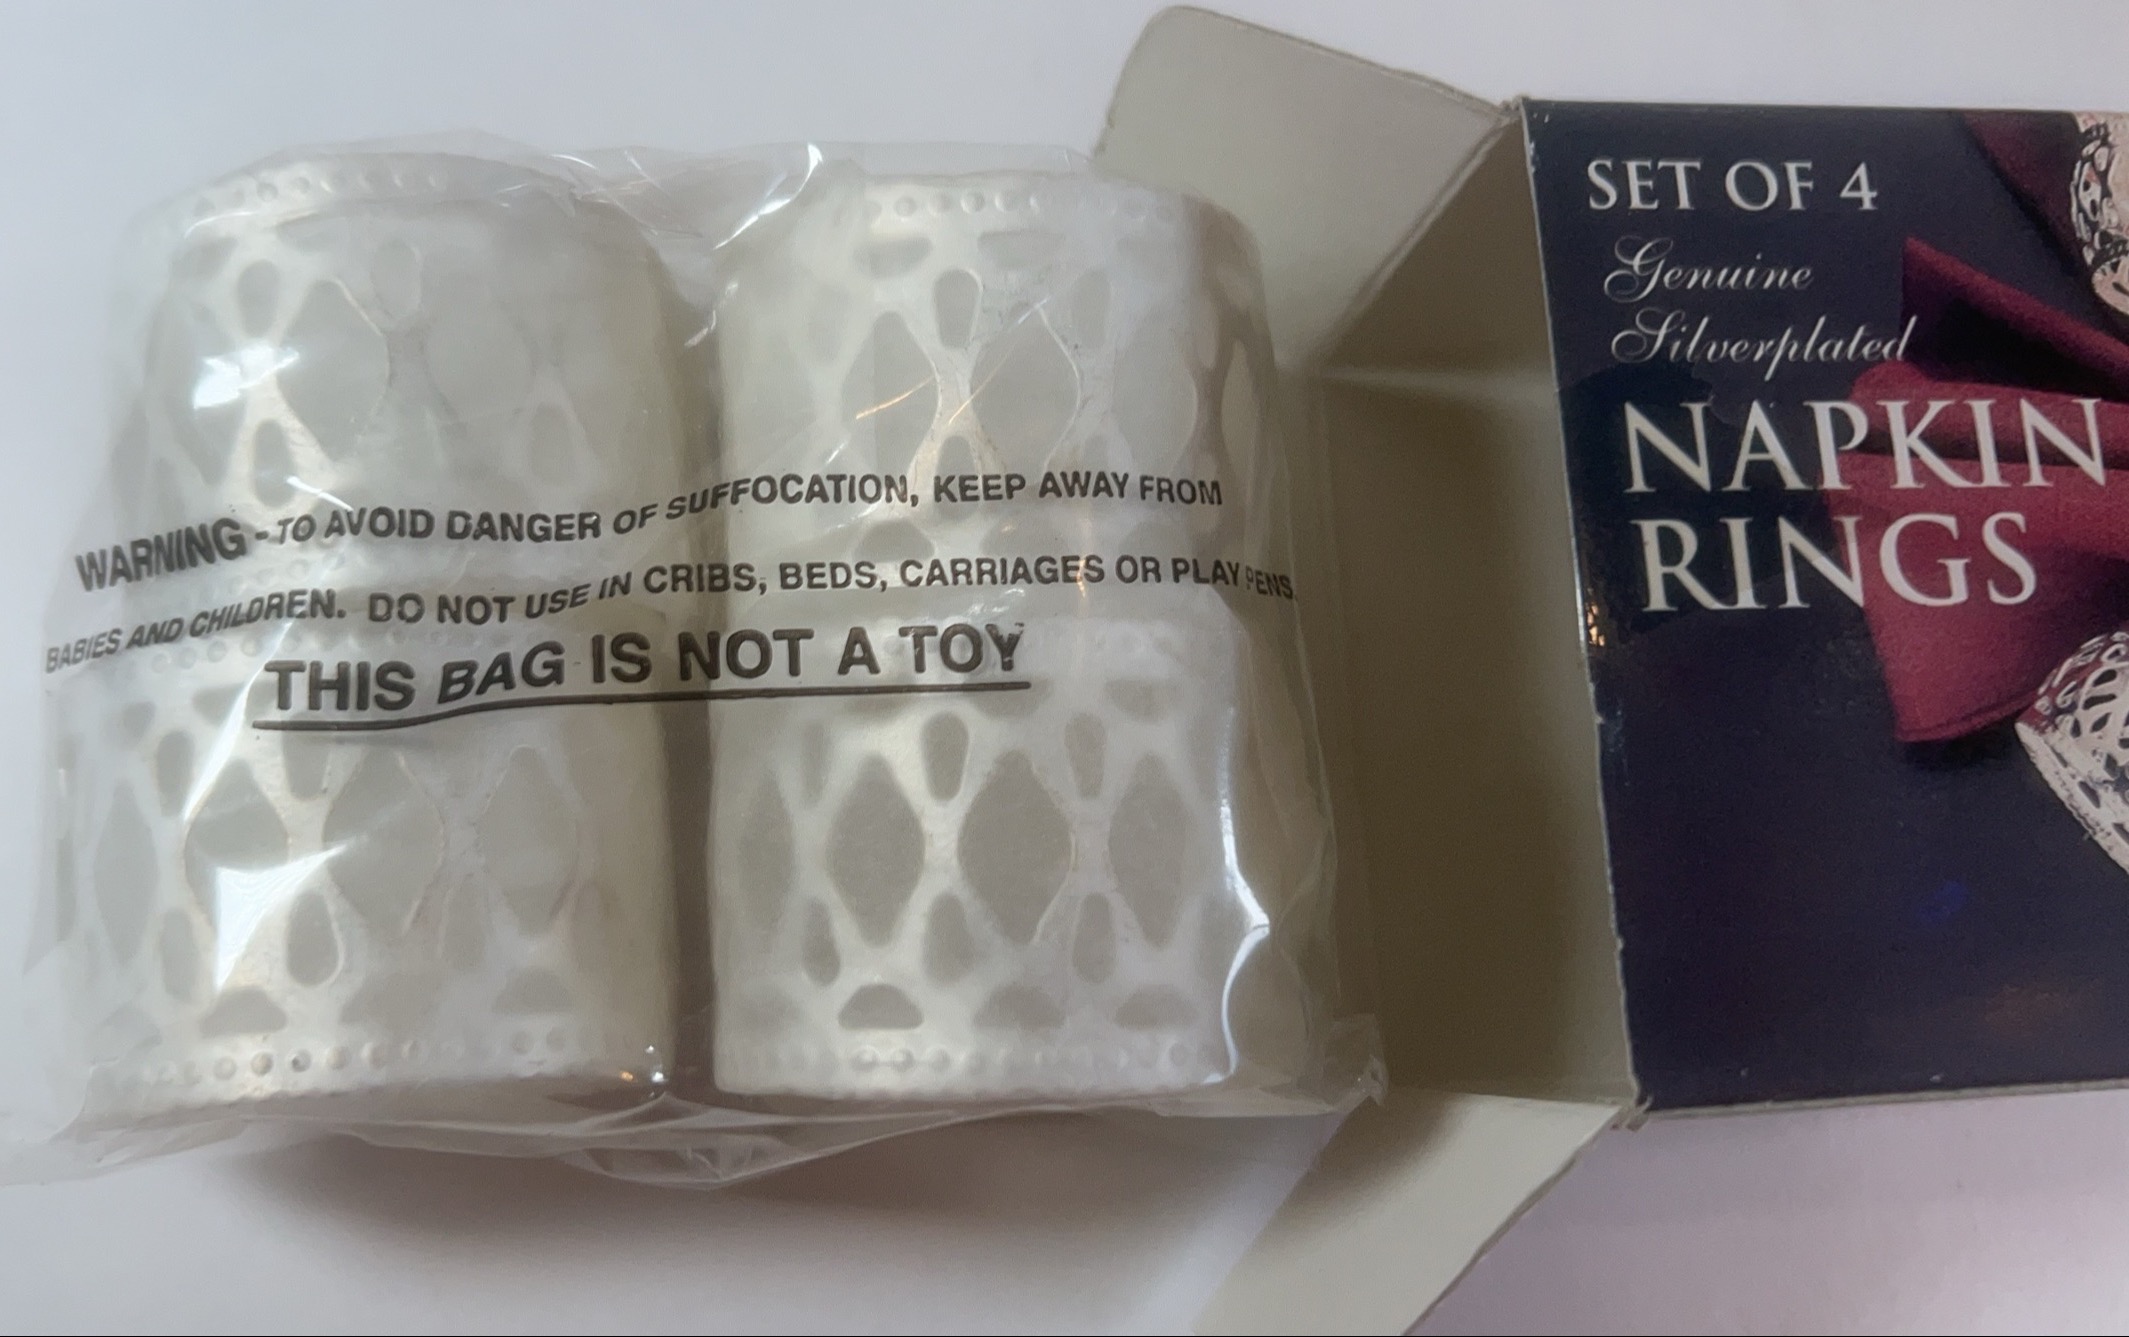 WARNING - TO AVOID DANGER OF SUFFOCATION, KEEP AWAY FROM
BABIES AND CHILDREN. DO NOT USE IN CRIBS, BEDS, CARRIAGES OR PLAY PENS.
THIS BAG IS NOT A TOY
SET OF 4
Genuine
Silverplated
NAPKIN
RINGS